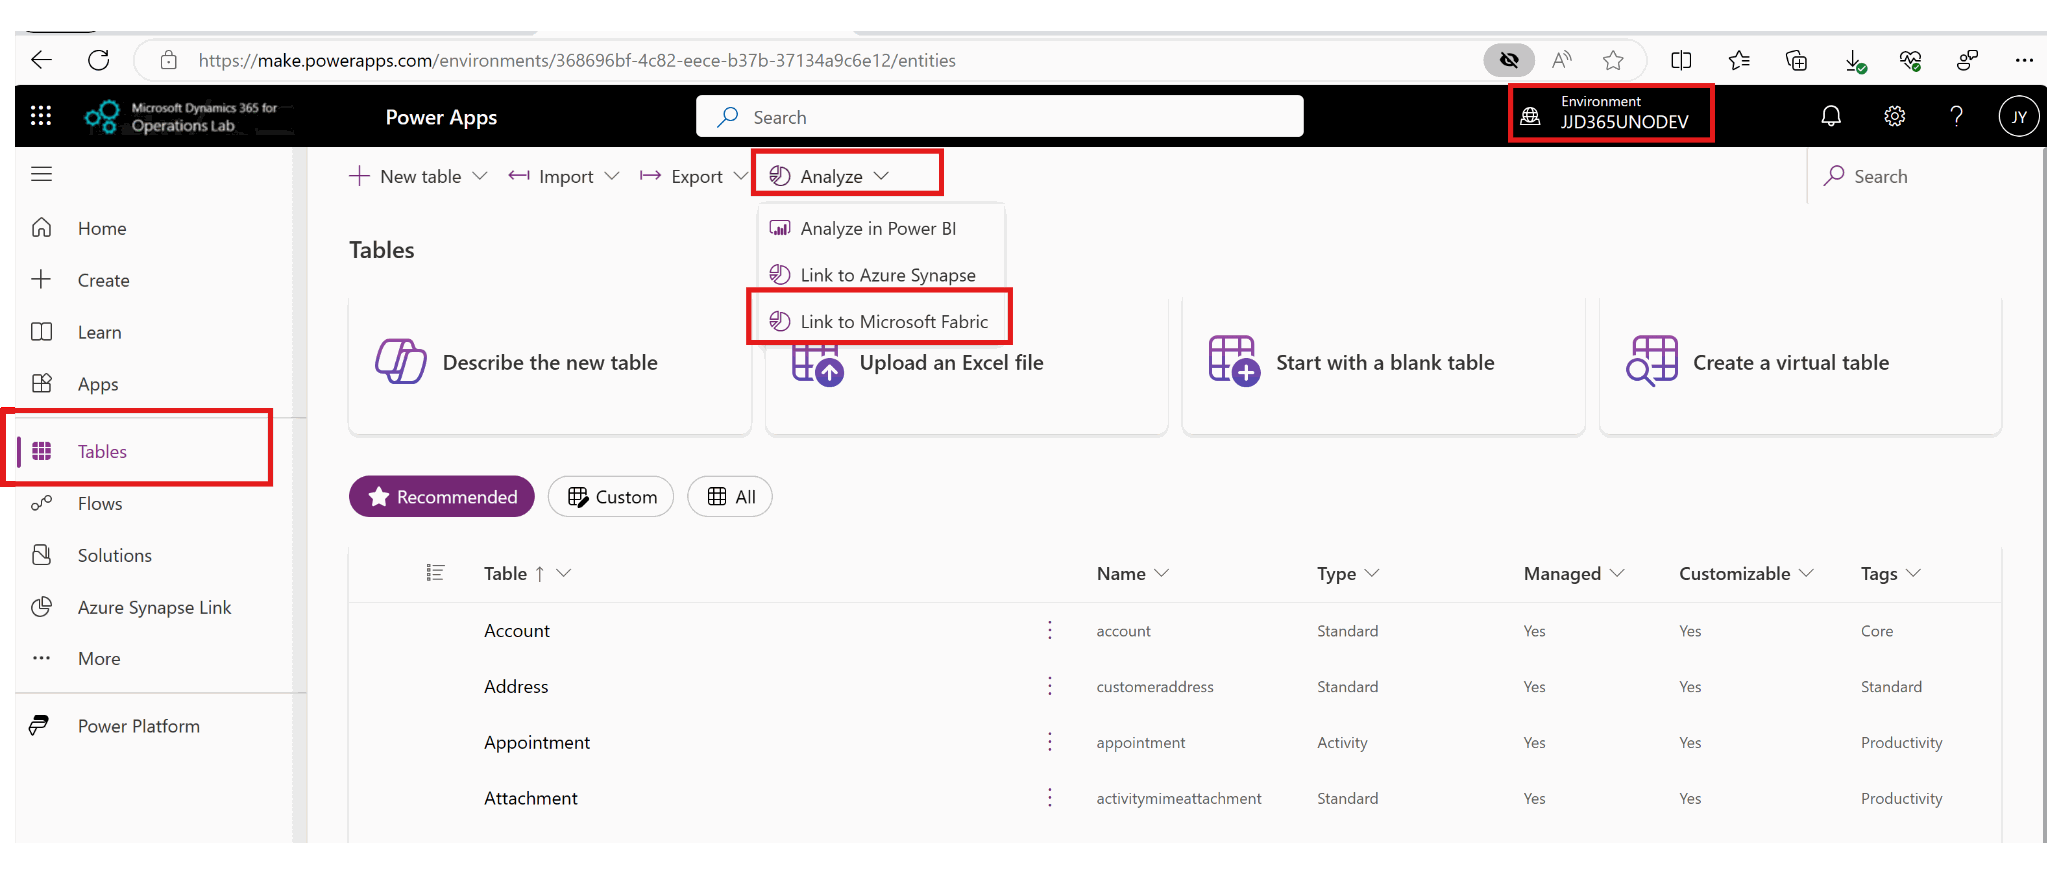 https://make.powerapps.com/environments/368696bf-4c82-eece-b37b-37134a9c6e12/entities
Microsoft Dynamics 365 for
Operations Lab
Power Apps
Search
Environment
JJD365UNODEV
?
JY
New table
Import
Export
Analyze
Search
Home
Create
Learn
Apps
Tables
Flows
Solutions
Azure Synapse Link
More
Power Platform
Analyze in Power BI
Link to Azure Synapse
Link to Microsoft Fabric
Tables
Describe the new table
Upload an Excel file
Start with a blank table
Create a virtual table
Recommended
Custom
All
Table ↑ Name Type Managed Customizable Tags
Account account Standard Yes Yes Core
Address customeraddress Standard Yes Yes Standard
Appointment appointment Activity Yes Yes Productivity
Attachment activitymimeattachment Standard Yes Yes Productivity